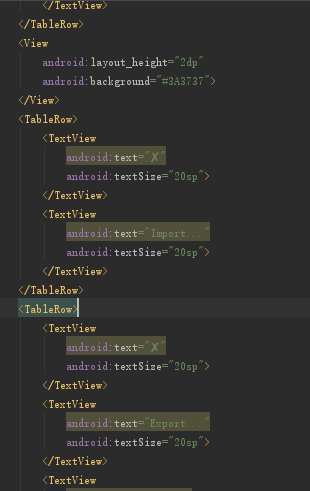 </TextView>
</TableRow>
<View
android:layout_height="2dp"
android:background="#3A3737">
</View>
<TableRow>
<TextView
android:text="X"
android:textSize="20sp">
</TextView>
<TextView
android:text="Import..."
android:textSize="20sp">
</TextView>
</TableRow>
<TableRow>
<TextView
android:text="X"
android:textSize="20sp">
</TextView>
<TextView
android:text="Export..."
android:textSize="20sp">
</TextView>
<TextView